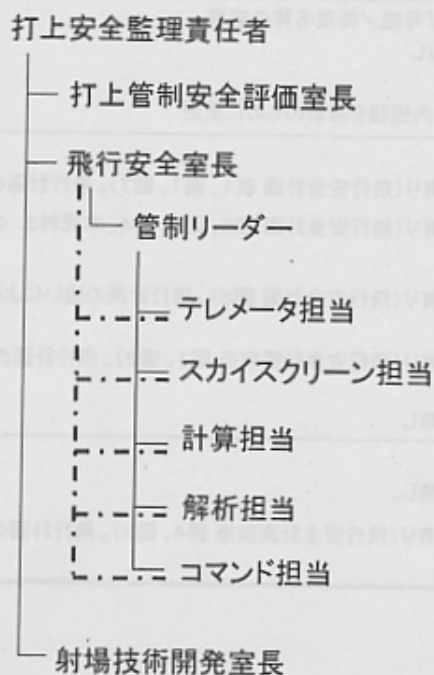 打上安全監理責任者
打上管制安全評価室長
飛行安全室長
管制リーダー
テレメータ担当
スカイスクリーン担当
計算担当
解析担当
コマンド担当
射場技術開発室長